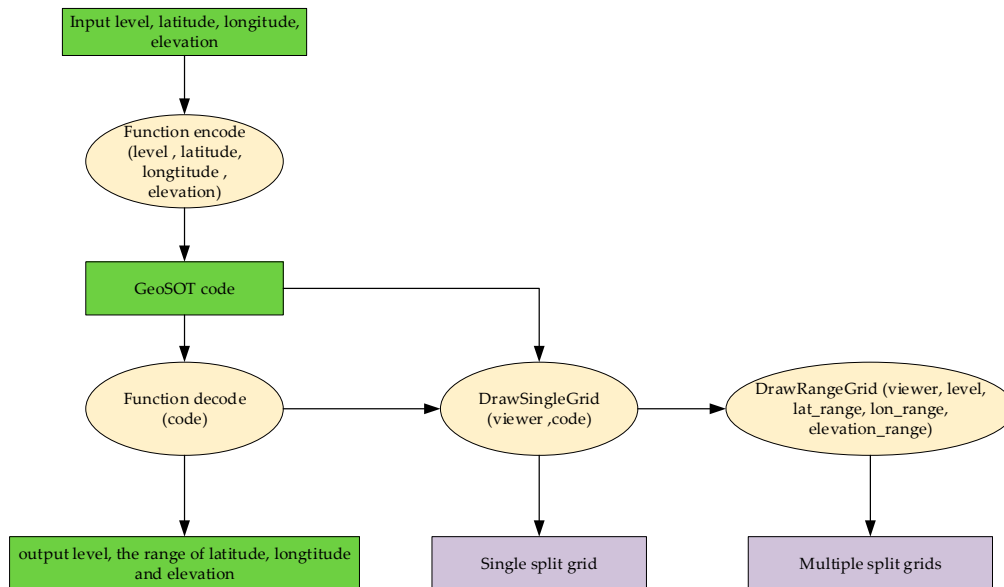 Input level, latitude, longitude,
elevation
Function encode
(level , latitude,
longtitude ,
elevation)
GeoSOT code
Function decode
(code)
DrawSingleGrid
(viewer ,code)
DrawRangeGrid (viewer, level,
lat_range, lon_range,
elevation_range)
output level, the range of latitude, longtitude
and elevation
Single split grid
Multiple split grids